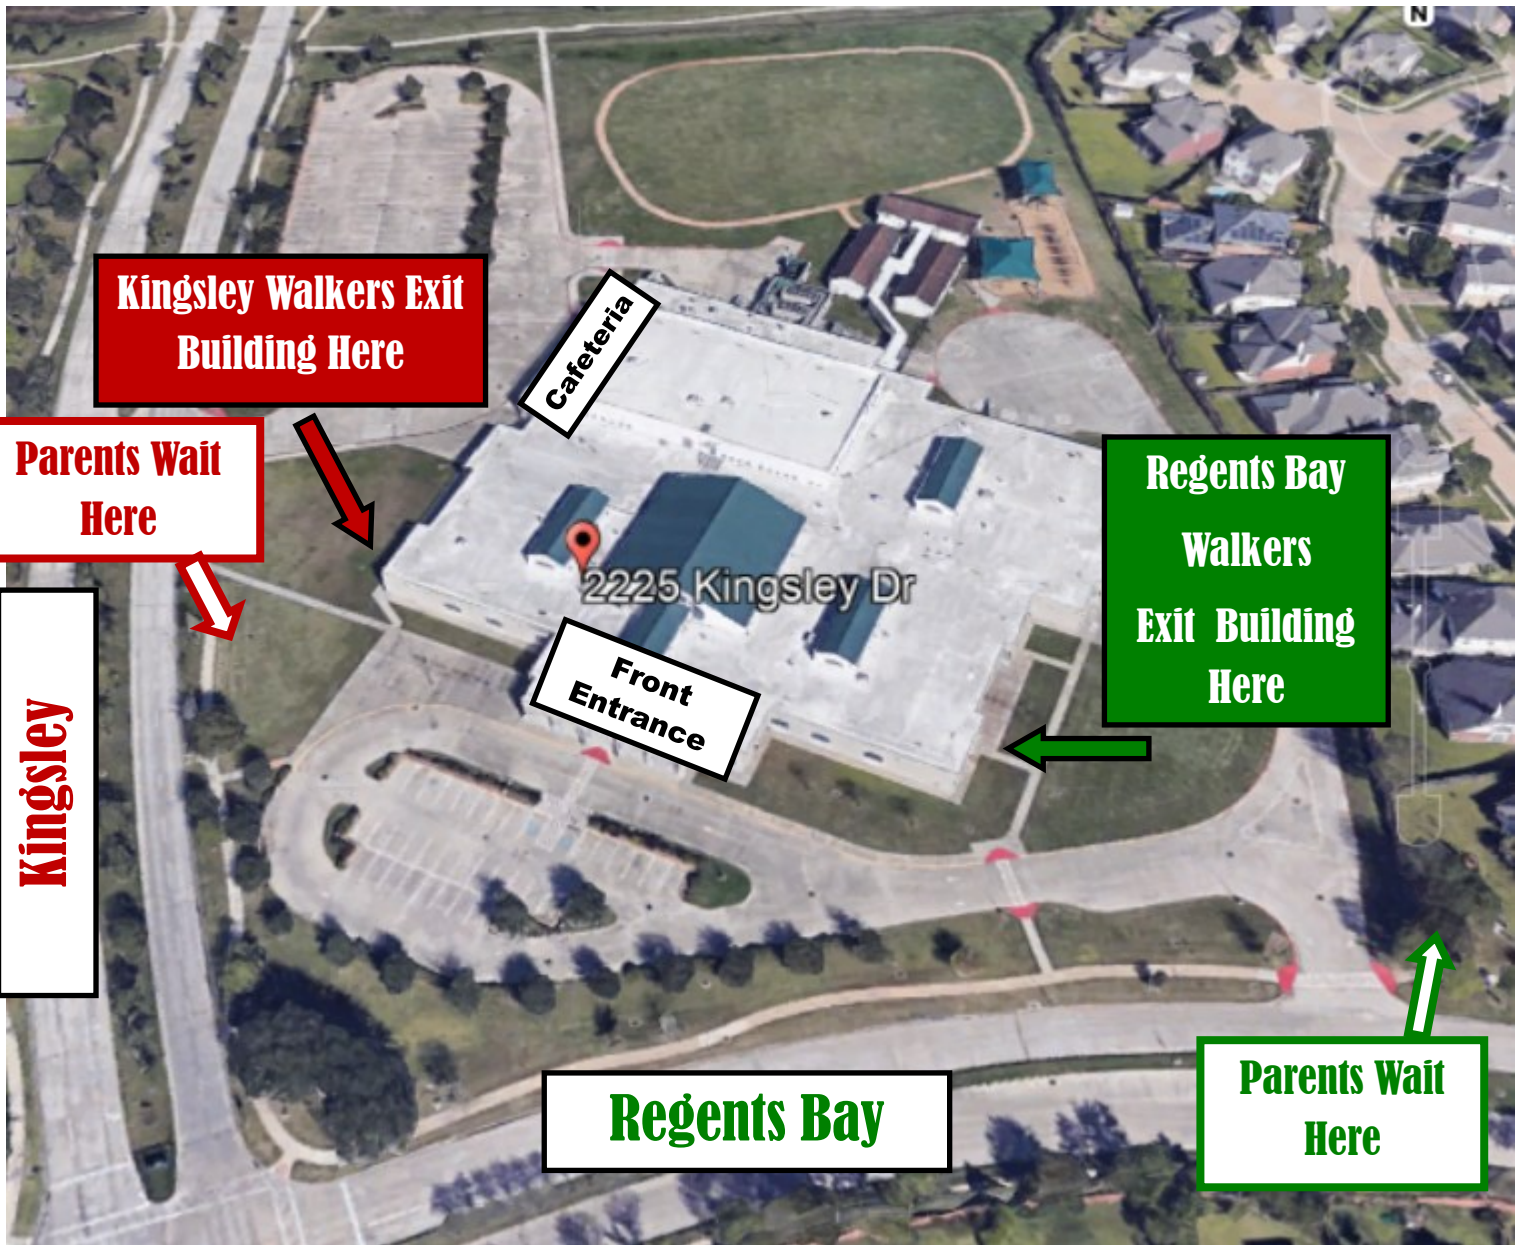 N
Kingsley Walkers Exit
Building Here
Cafeteria
Parents Wait
Here
Regents Bay
Walkers
Exit Building
Here
2225 Kingsley Dr
Front
Entrance
Kingsley
Regents Bay
Parents Wait
Here